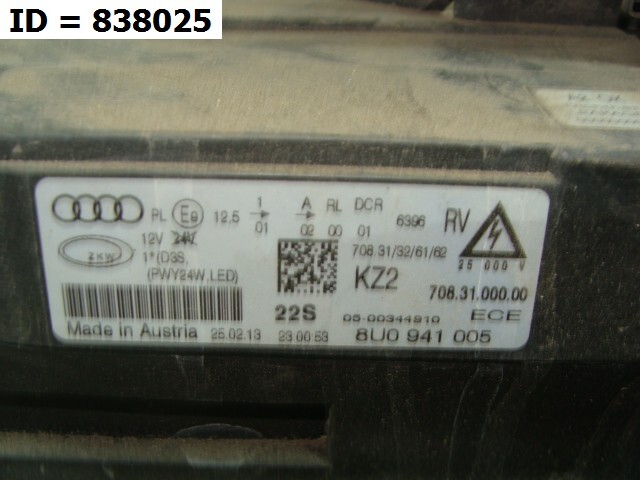 ID = 838025
PL E8 12.5 1 01 A 02 RL 00 DCR 01 6396 RV
12V 24V
ZKW
1*(D3S,
(PWY24W,LED)
708.31/32/61/62
25 000 V
KZ2
708.31.000.00
22S
05-00344910
ECE
Made in Austria 25.02.13 23:00:53 8U0 941 005